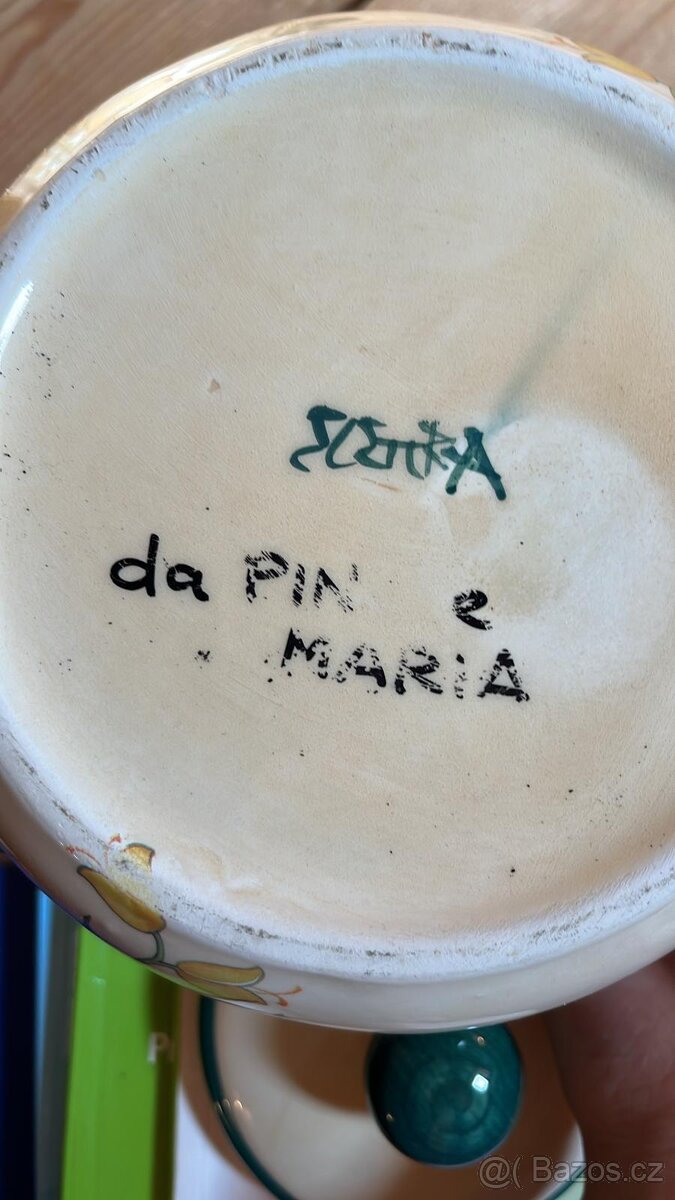 da PIN e
MARIA
P
@( Bazos.cz